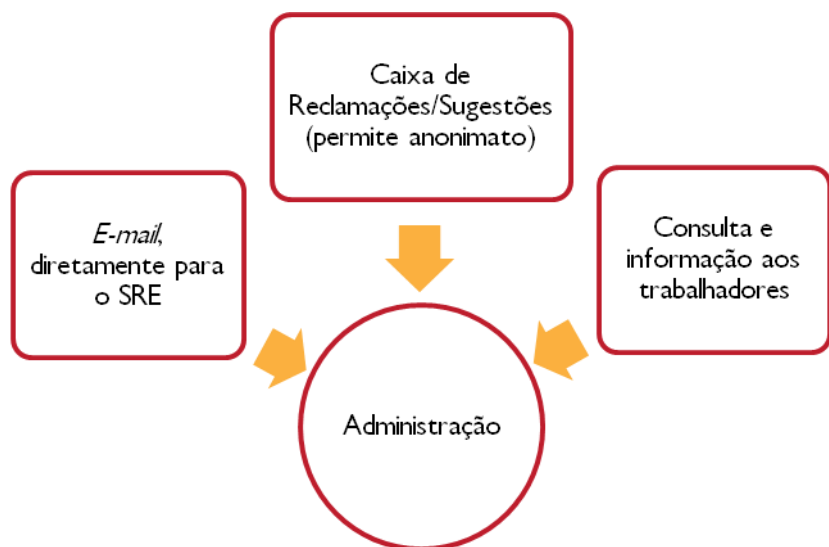 Caixa de
Reclamações/Sugestões
(permite anonimato)
E-mail,
diretamente para
o SRE
Consulta e
informação aos
trabalhadores
Administração